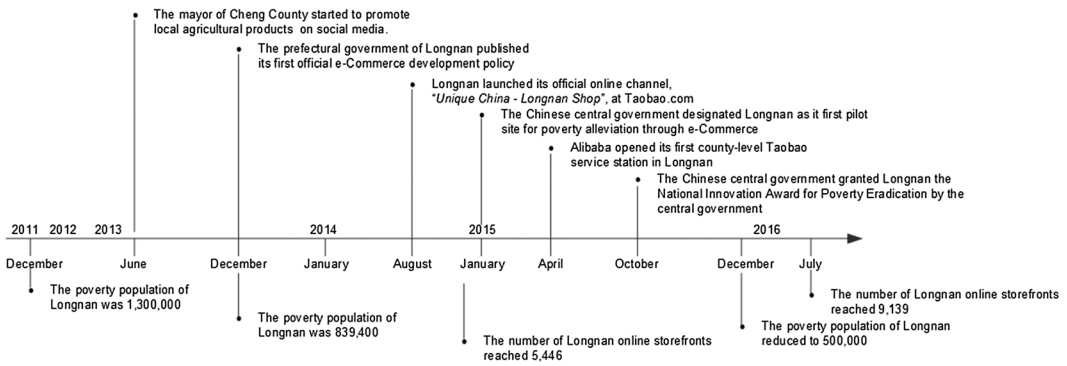 The mayor of Cheng County started to promote
local agricultural products on social media.
The prefectural government of Longnan published
its first official e-Commerce development policy
Longnan launched its official online channel,
“Unique China - Longnan Shop”, at Taobao.com
The Chinese central government designated Longnan as it first pilot
site for poverty alleviation through e-Commerce
Alibaba opened its first county-level Taobao
service station in Longnan
The Chinese central government granted Longnan the
National Innovation Award for Poverty Eradication by the
central government
2011 2012 2013 2014 2015 2016
December June December January August January April October December July
The poverty population of
Longnan was 1,300,000
The poverty population of
Longnan was 839,400
The number of Longnan online storefronts
reached 5,446
The number of Longnan online storefronts
reached 9,139
The poverty population of Longnan
reduced to 500,000